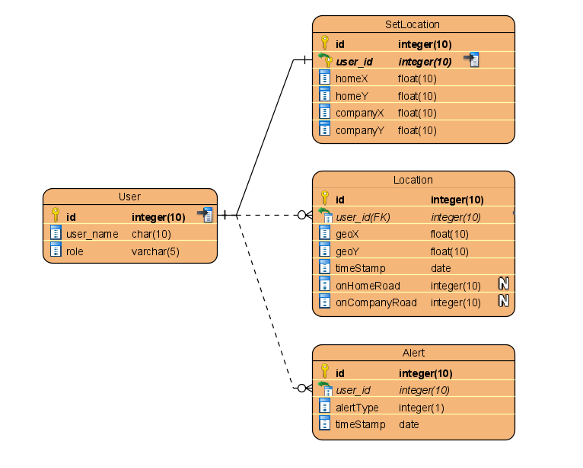 SetLocation
id integer(10)
user_id integer(10)
homeX float(10)
homeY float(10)
companyX float(10)
companyY float(10)
User
id integer(10)
user_name char(10)
role varchar(5)
Location
id integer(10)
user_id(FK) integer(10)
geoX float(10)
geoY float(10)
timeStamp date
onHomeRoad integer(10) N
onCompanyRoad integer(10) N
Alert
id integer(10)
user_id integer(10)
alertType integer(1)
timeStamp date